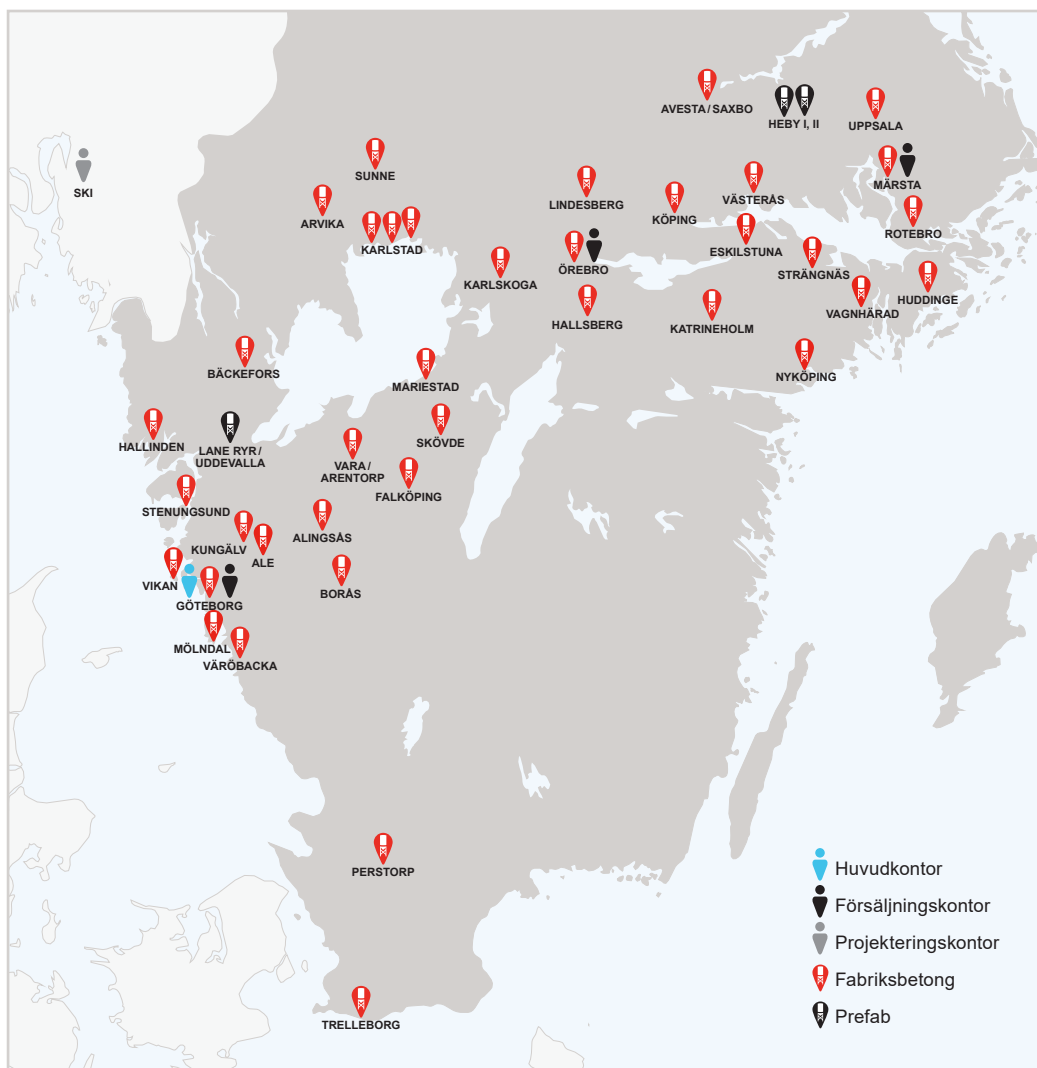 AVESTA / SAXBO
HEBY I, II
UPPSALA
SKI
SUNNE
MÄRSTA
LINDESBERG
VÄSTERÅS
KÖPING
ARVIKA
ROTEBRO
KARLSTAD
ESKILSTUNA
ÖREBRO
STRÄNGNÄS
KARLSKOGA
HUDDINGE
VAGNHÄRAD
HALLSBERG
KATRINEHOLM
BÄCKEFORS
NYKÖPING
MARIESTAD
SKÖVDE
HALLINDEN
LANE RYR /
UDDEVALLA
VARA /
ARENTORP
FALKÖPING
STENUNGSUND
ALINGSÅS
KUNGÄLV
ALE
VIKAN
BORÅS
GÖTEBORG
MÖLNDAL
VÄRÖBACKA
PERSTORP
TRELLEBORG
Huvudkontor
Försäljningskontor
Projekteringskontor
Fabriksbetong
Prefab